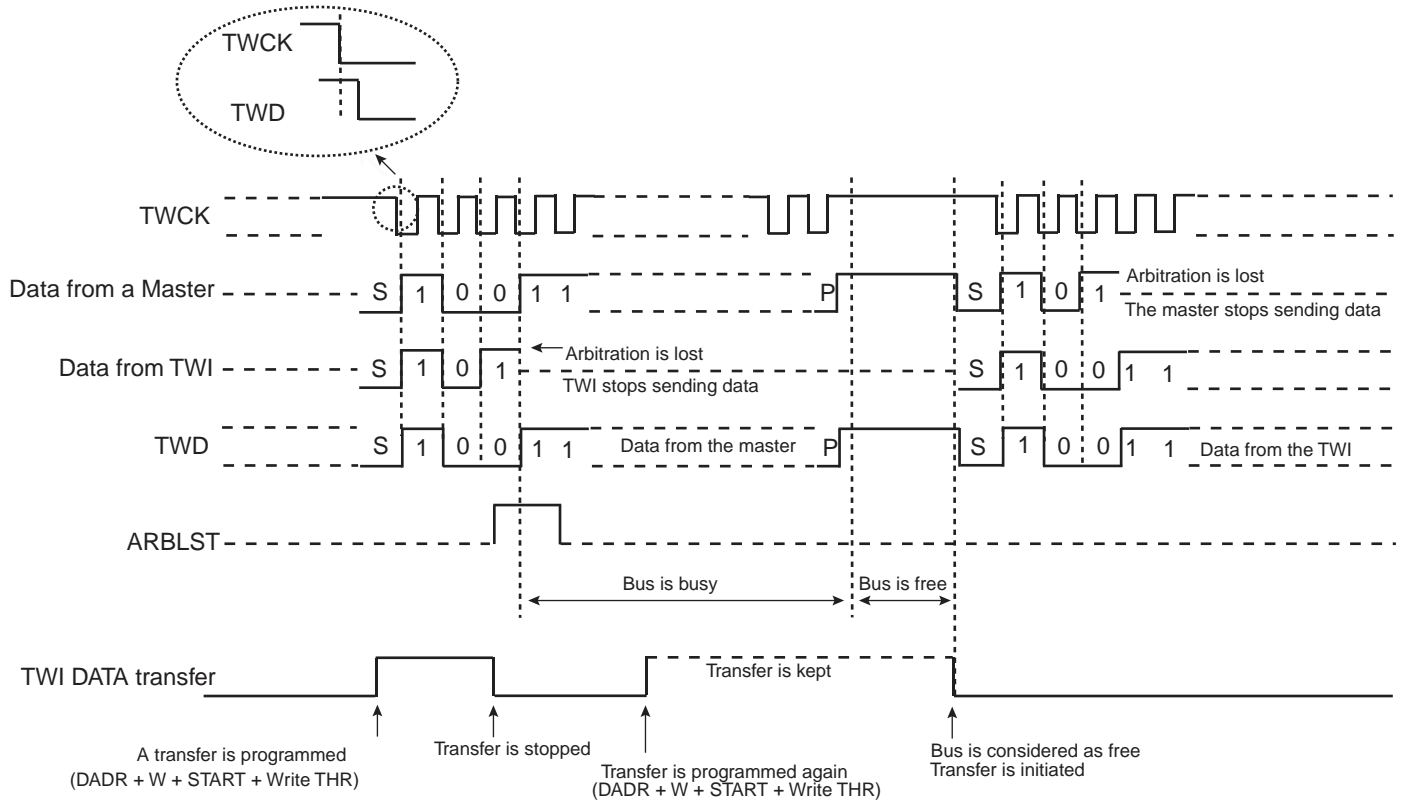 TWCK
TWD
TWCK
Data from a Master S 1 0 0 1 1 P S 1 0 1 Arbitration is lost
The master stops sending data
Data from TWI S 1 0 1 Arbitration is lost S 1 0 0 1 1
TWI stops sending data
TWD S 1 0 0 1 1 Data from the master P S 1 0 0 1 1 Data from the TWI
ARBLST
Bus is busy Bus is free
TWI DATA transfer Transfer is kept
A transfer is programmed
(DADR + W + START + Write THR)
Transfer is stopped
Transfer is programmed again
(DADR + W + START + Write THR)
Bus is considered as free
Transfer is initiated